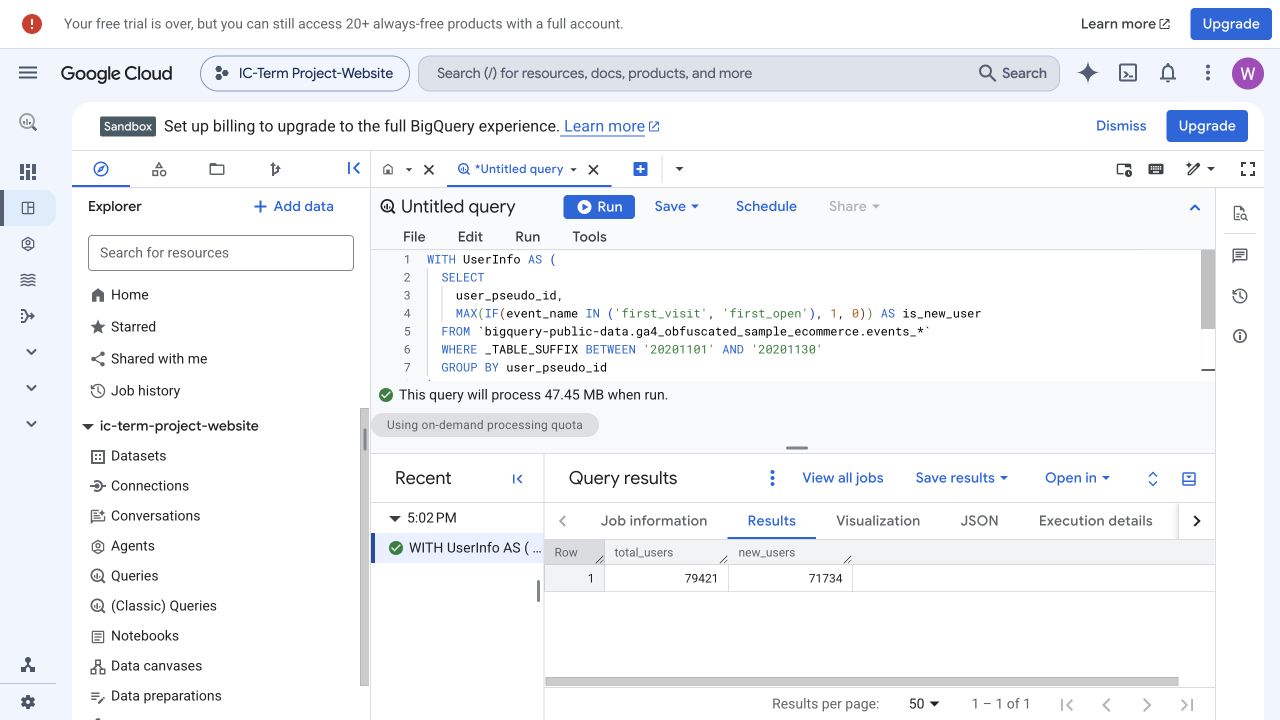 Your free trial is over, but you can still access 20+ always-free products with a full account.
Learn more
Upgrade
Google Cloud
IC-Term Project-Website
Search (/) for resources, docs, products, and more
Search
W
Sandbox
Set up billing to upgrade to the full BigQuery experience. Learn more
Dismiss
Upgrade
*Untitled query
Explorer
+ Add data
Search for resources
Home
Starred
Shared with me
Job history
ic-term-project-website
Datasets
Connections
Conversations
Agents
Queries
(Classic) Queries
Notebooks
Data canvases
Data preparations
Untitled query
Run
Save
Schedule
Share
File
Edit
Run
Tools
1 WITH UserInfo AS (
2 SELECT
3 user_pseudo_id,
4 MAX(IF(event_name IN ('first_visit', 'first_open'), 1, 0)) AS is_new_user
5 FROM `bigquery-public-data.ga4_obfuscated_sample_ecommerce.events_*`
6 WHERE _TABLE_SUFFIX BETWEEN '20201101' AND '20201130'
7 GROUP BY user_pseudo_id
This query will process 47.45 MB when run.
Using on-demand processing quota
Recent
5:02 PM
WITH UserInfo AS ( ...
Query results
View all jobs
Save results
Open in
Job information
Results
Visualization
JSON
Execution details
Row total_users new_users
1 79421 71734
Results per page: 50 1 – 1 of 1